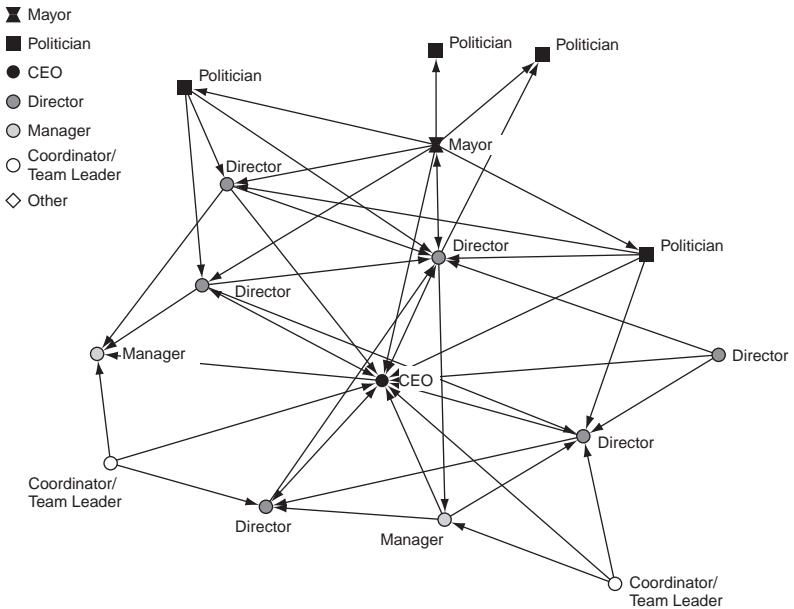 Mayor
Politician
CEO
Director
Manager
Coordinator/
Team Leader
Other
Politician
Politician
Politician
Mayor
Director
Director
Politician
Director
Manager
CEO
Director
Director
Coordinator/
Team Leader
Director
Manager
Coordinator/
Team Leader